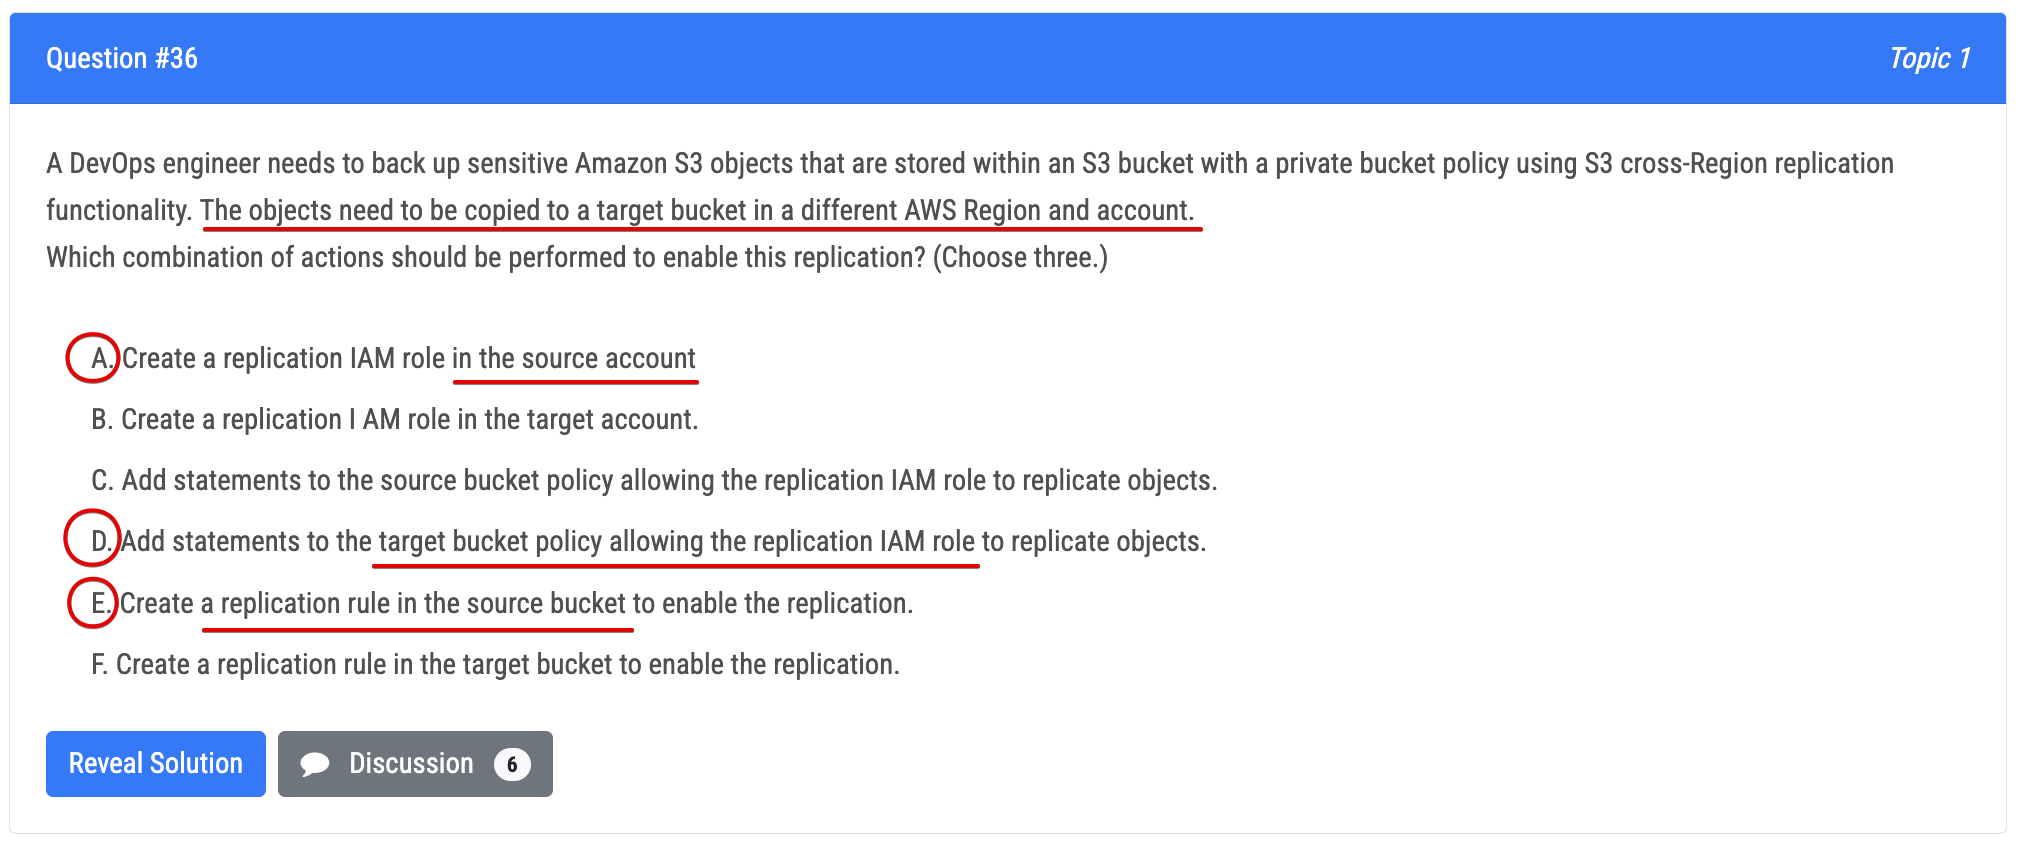 Question #36
Topic 1
A DevOps engineer needs to back up sensitive Amazon S3 objects that are stored within an S3 bucket with a private bucket policy using S3 cross-Region replication
functionality. The objects need to be copied to a target bucket in a different AWS Region and account.
Which combination of actions should be performed to enable this replication? (Choose three.)
A. Create a replication IAM role in the source account
B. Create a replication I AM role in the target account.
C. Add statements to the source bucket policy allowing the replication IAM role to replicate objects.
D. Add statements to the target bucket policy allowing the replication IAM role to replicate objects.
E. Create a replication rule in the source bucket to enable the replication.
F. Create a replication rule in the target bucket to enable the replication.
Reveal Solution
Discussion 6